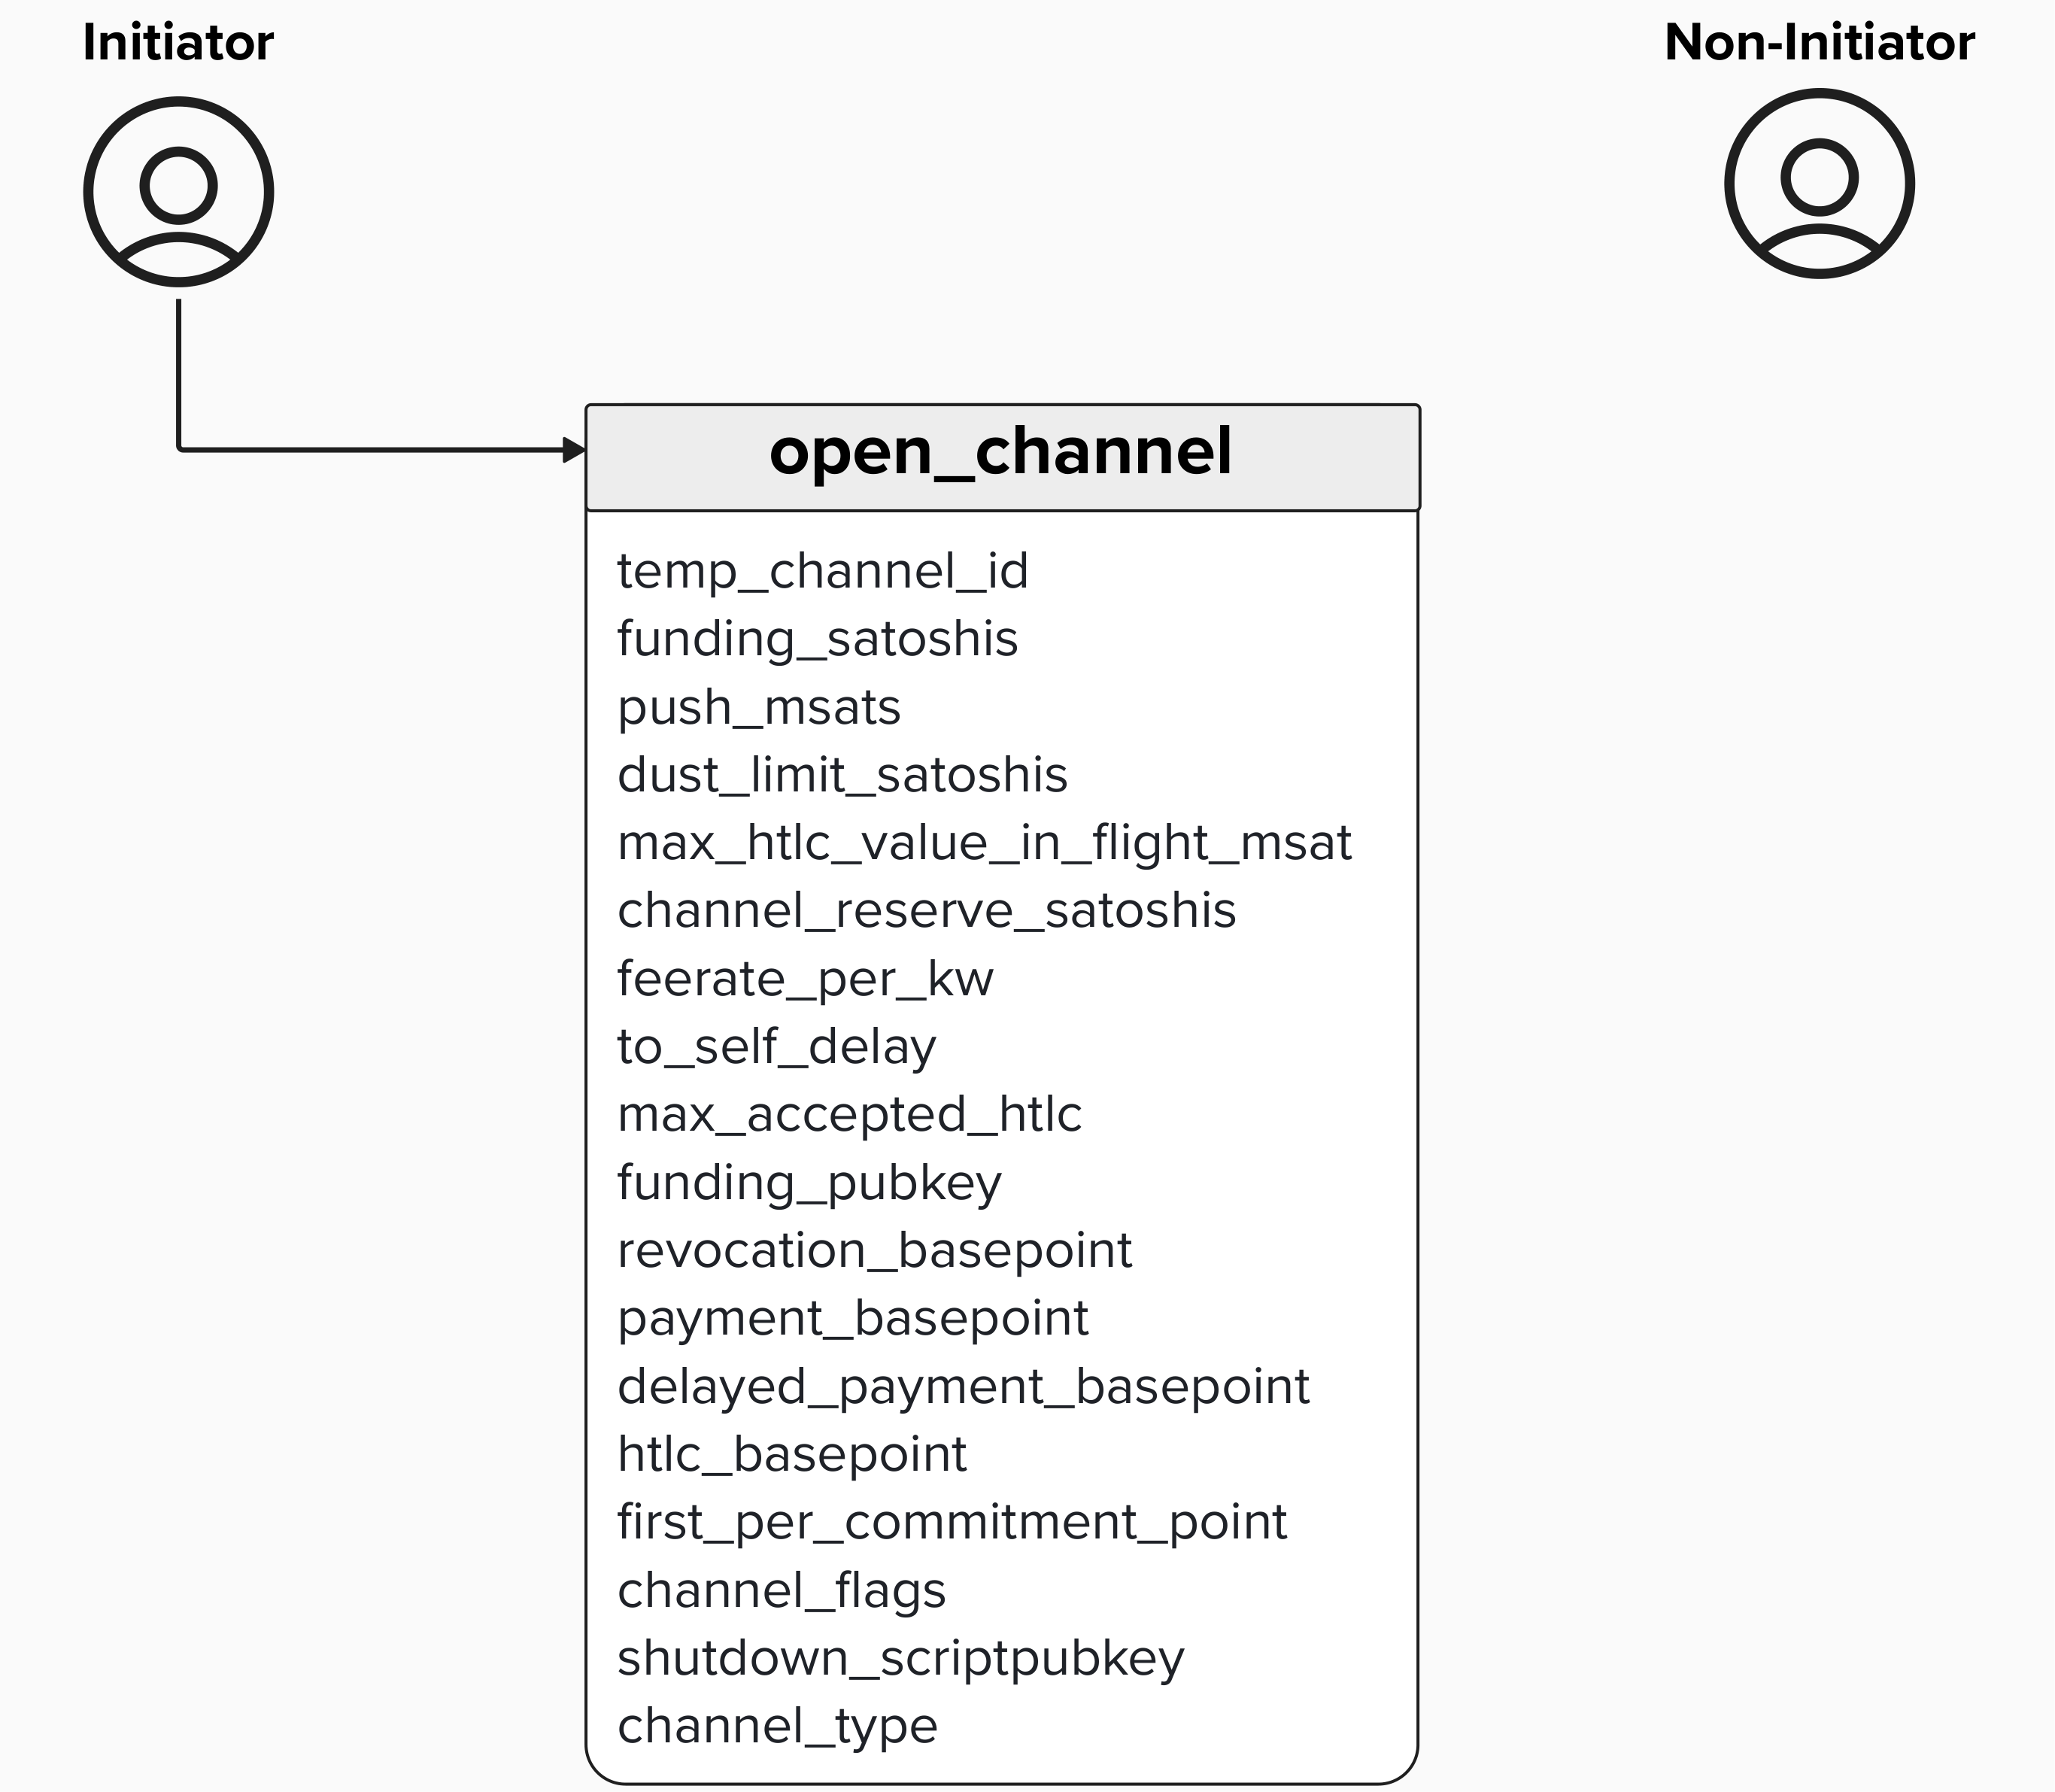 Initiator
Non-Initiator
open_channel
temp_channel_id
funding_satoshis
push_msats
dust_limit_satoshis
max_htlc_value_in_flight_msat
channel_reserve_satoshis
feerate_per_kw
to_self_delay
max_accepted_htlc
funding_pubkey
revocation_basepoint
payment_basepoint
delayed_payment_basepoint
htlc_basepoint
first_per_commitment_point
channel_flags
shutdown_scriptpubkey
channel_type